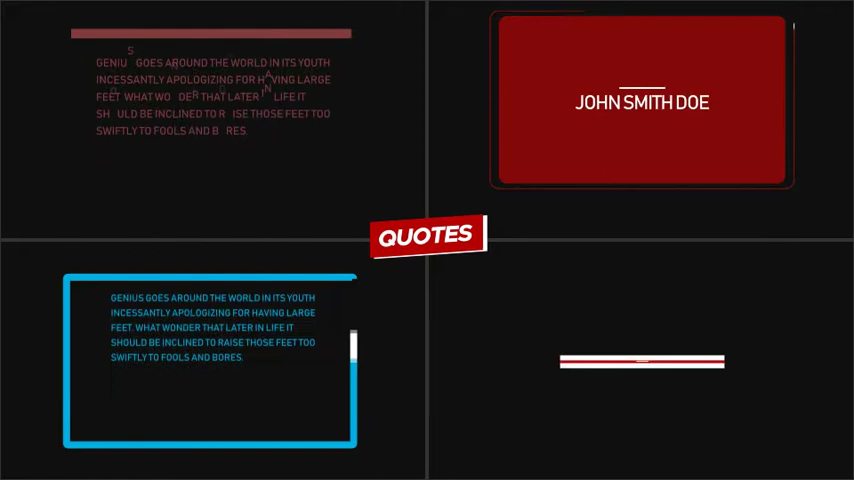 GENIU S GOES AROUND THE WORLD IN ITS YOUTH
INCESSANTLY APOLOGIZING FOR HAVING LARGE
FEET WHAT WO DER THAT LATER IN LIFE IT
SH ULD BE INCLINED TO R ISE THOSE FEET TOO
SWIFTLY TO FOOLS AND B RES.
JOHN SMITH DOE
QUOTES
GENIUS GOES AROUND THE WORLD IN ITS YOUTH
INCESSANTLY APOLOGIZING FOR HAVING LARGE
FEET. WHAT WONDER THAT LATER IN LIFE IT
SHOULD BE INCLINED TO RAISE THOSE FEET TOO
SWIFTLY TO FOOLS AND BORES.